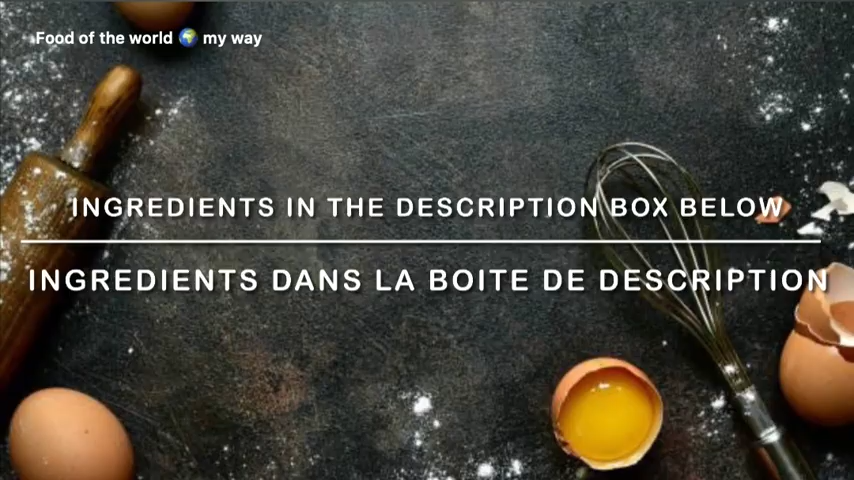 Food of the world 🌍 my way
INGREDIENTS IN THE DESCRIPTION BOX BELOW
INGREDIENTS DANS LA BOITE DE DESCRIPTION